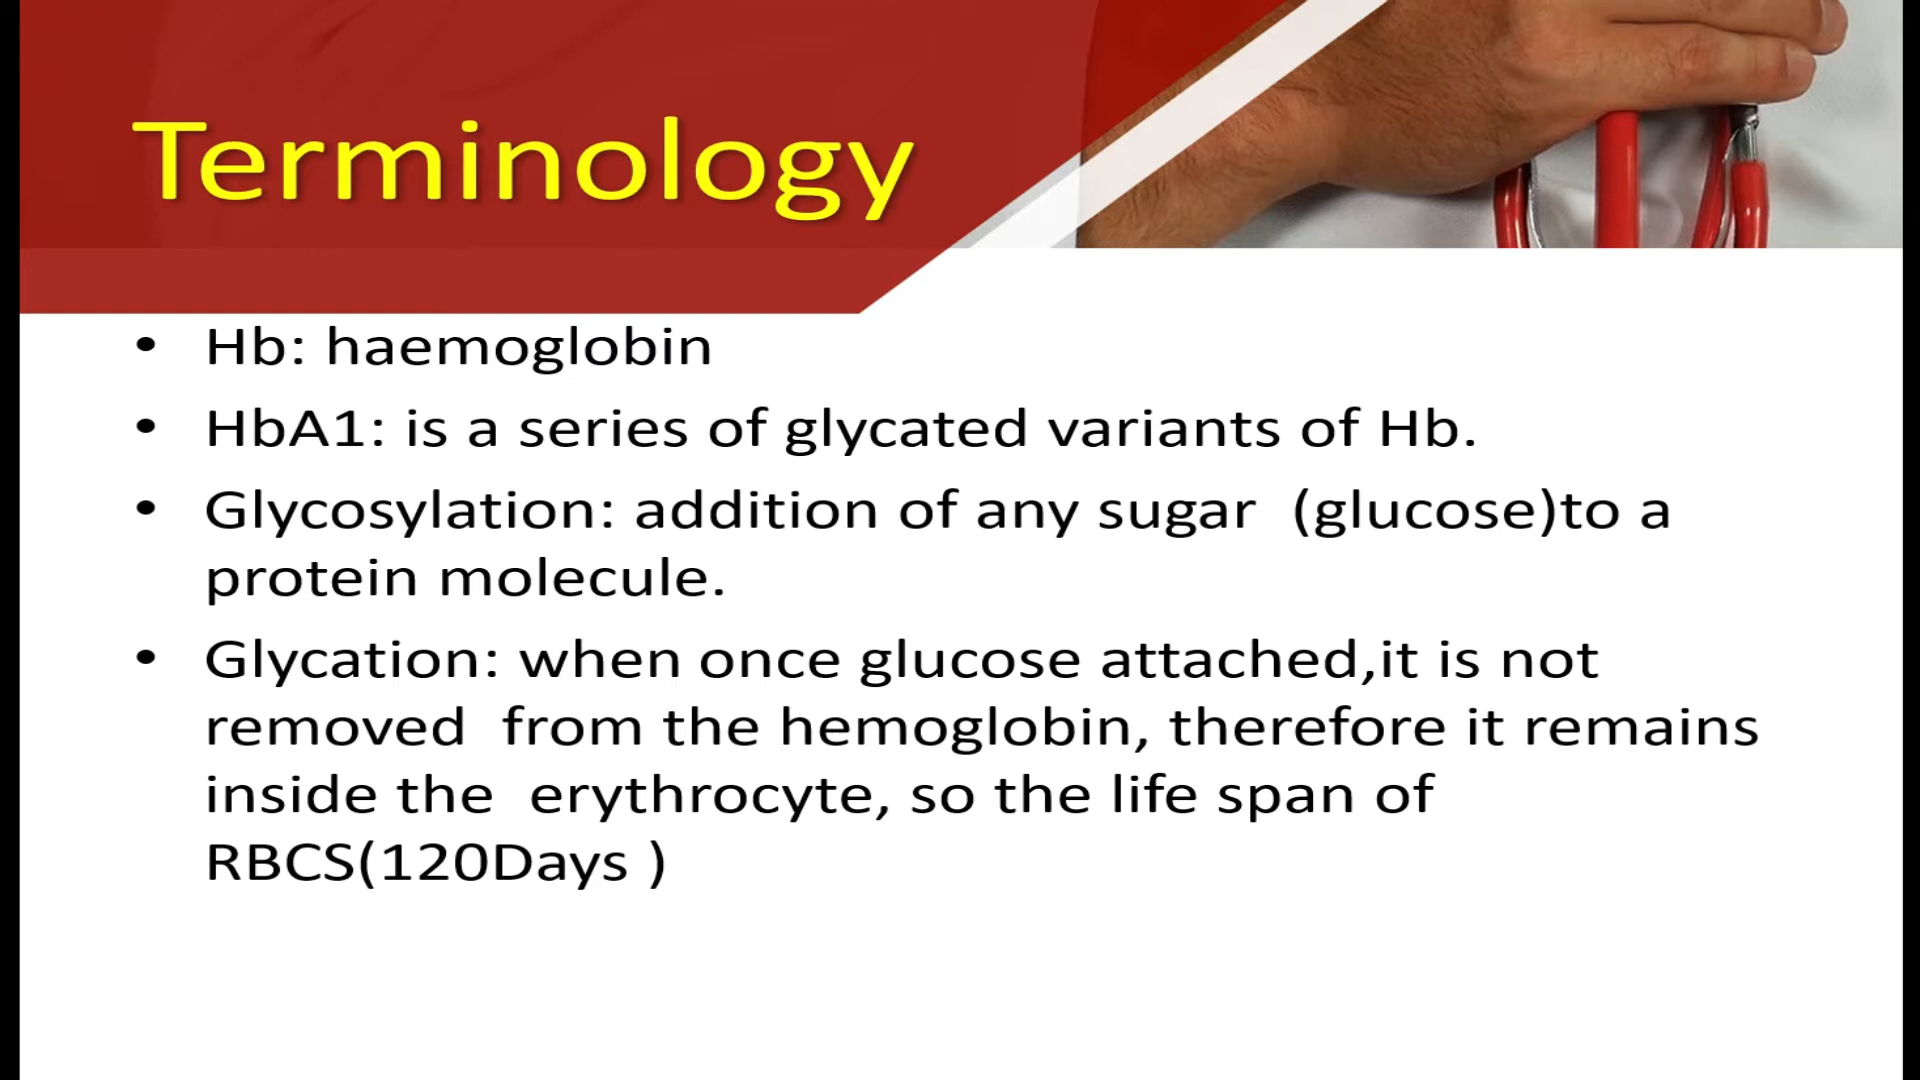 Terminology
• Hb: haemoglobin
• HbA1: is a series of glycated variants of Hb.
• Glycosylation: addition of any sugar  (glucose)to a
protein molecule.
• Glycation: when once glucose attached,it is not
removed  from the hemoglobin, therefore it remains
inside the  erythrocyte, so the life span of
RBCS(120Days )